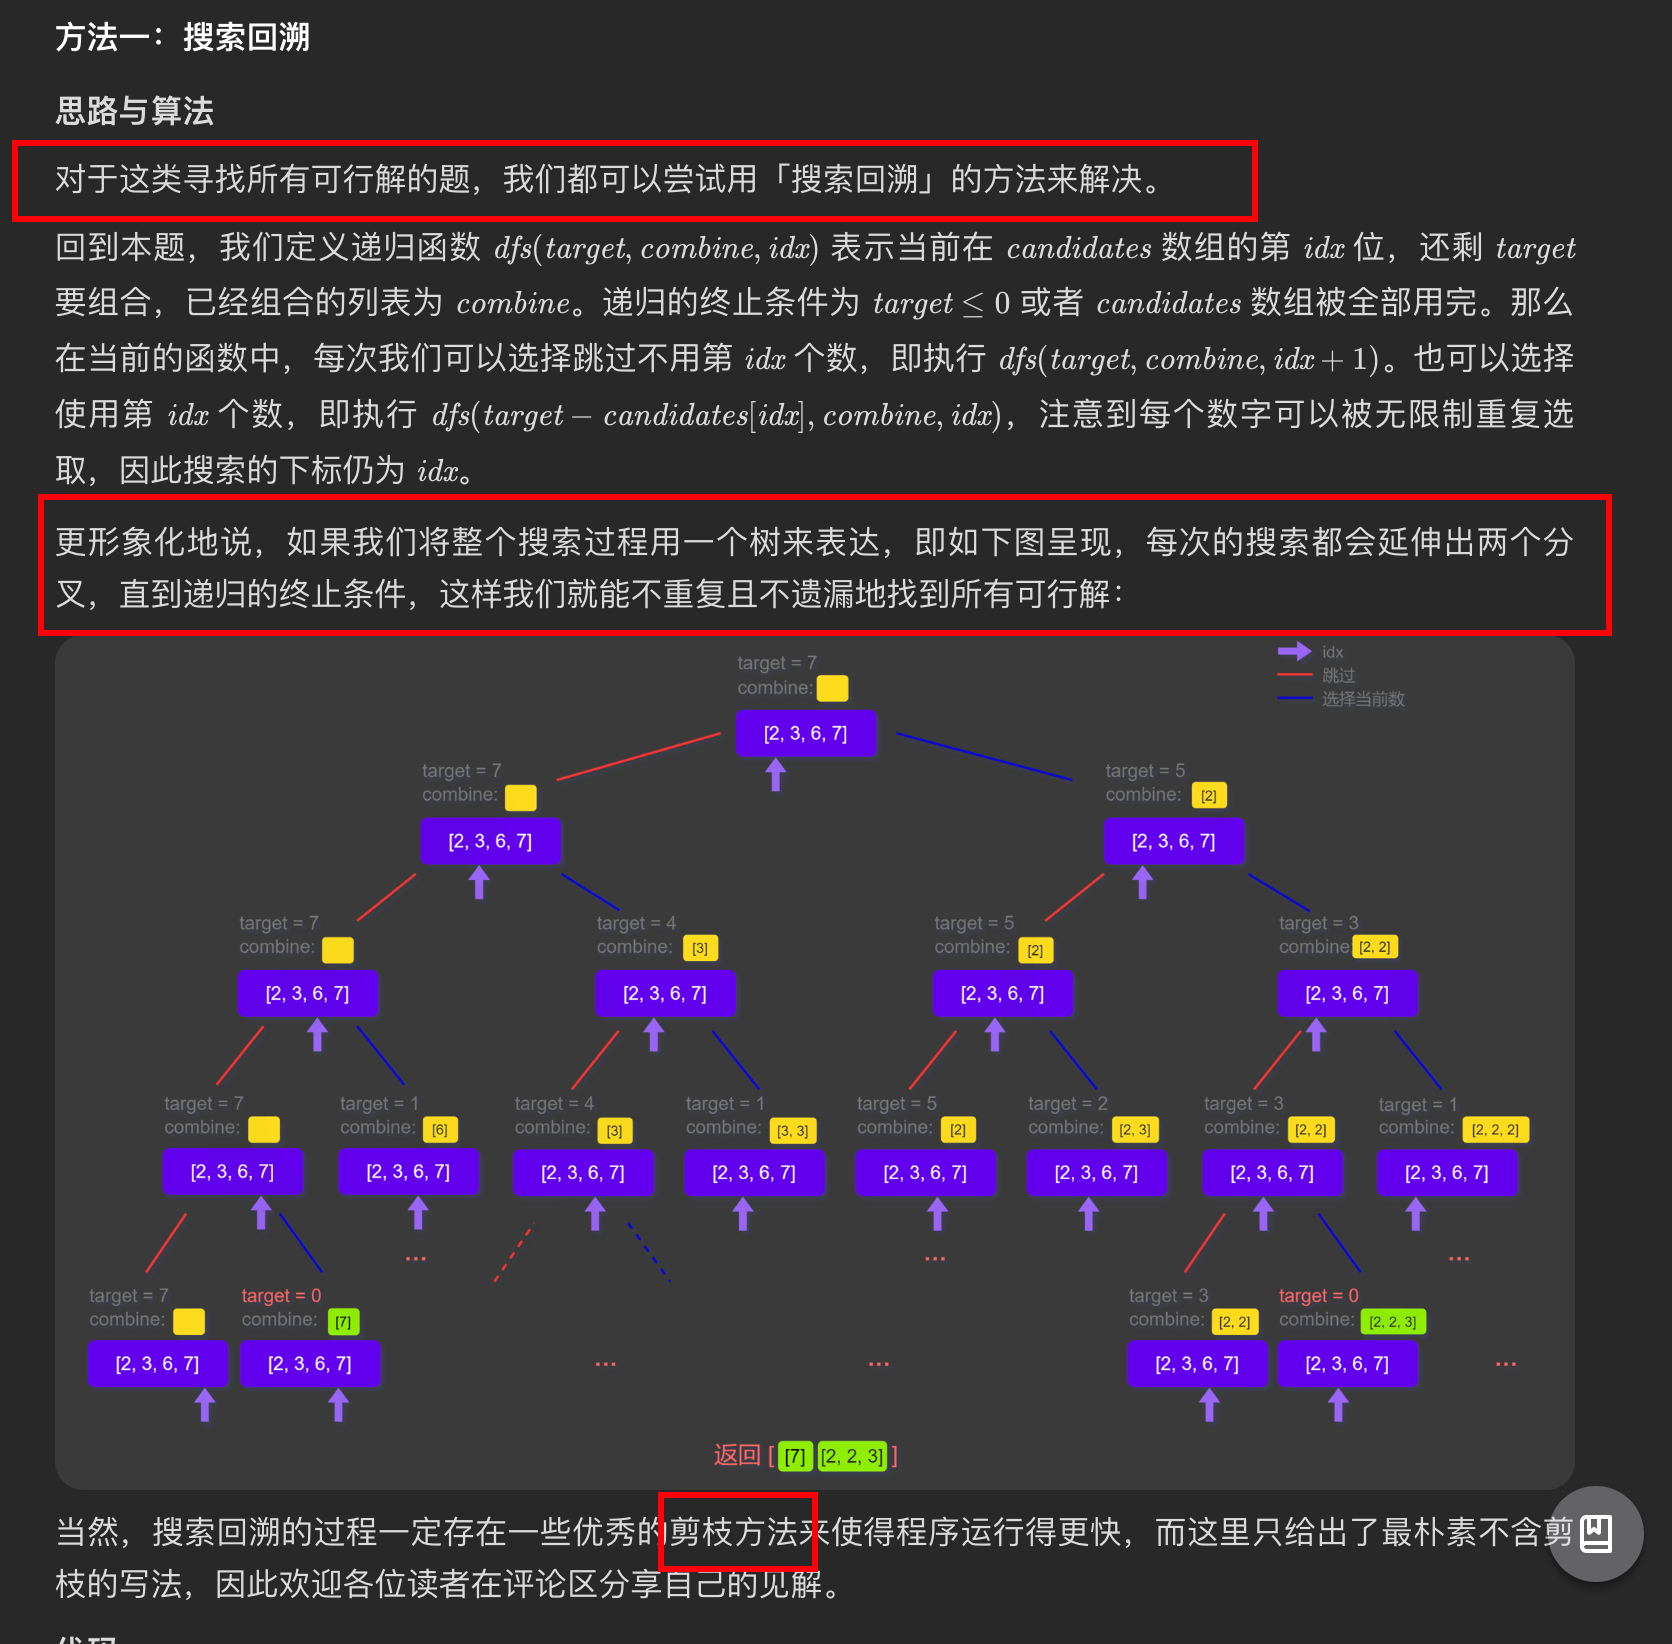 方法一：搜索回溯
思路与算法
对于这类寻找所有可行解的题，我们都可以尝试用「搜索回溯」的方法来解决。
回到本题，我们定义递归函数 dfs(target, combine, idx) 表示当前在 candidates 数组的第 idx 位，还剩 target
要组合，已经组合的列表为 combine。递归的终止条件为 target ≤ 0 或者 candidates 数组被全部用完。那么
在当前的函数中，每次我们可以选择跳过不用第 idx 个数，即执行 dfs(target, combine, idx + 1)。也可以选择
使用第 idx 个数，即执行 dfs(target − candidates[idx], combine, idx)，注意到每个数字可以被无限制重复选
取，因此搜索的下标仍为 idx。
更形象化地说，如果我们将整个搜索过程用一个树来表达，即如下图呈现，每次的搜索都会延伸出两个分
叉，直到递归的终止条件，这样我们就能不重复且不遗漏地找到所有可行解：
idx
跳过
选择当前数
target = 7
combine:
[2, 3, 6, 7]
target = 7
combine:
[2, 3, 6, 7]
target = 5
combine: [2]
[2, 3, 6, 7]
target = 7
combine:
[2, 3, 6, 7]
target = 4
combine: [3]
[2, 3, 6, 7]
target = 5
combine: [2]
[2, 3, 6, 7]
target = 3
combine [2, 2]
[2, 3, 6, 7]
target = 7
combine:
[2, 3, 6, 7]
target = 1
combine: [6]
[2, 3, 6, 7]
target = 4
combine: [3]
[2, 3, 6, 7]
target = 1
combine: [3, 3]
[2, 3, 6, 7]
target = 5
combine: [2]
[2, 3, 6, 7]
target = 2
combine: [2, 3]
[2, 3, 6, 7]
target = 3
combine: [2, 2]
[2, 3, 6, 7]
target = 1
combine: [2, 2, 2]
[2, 3, 6, 7]
...
...
...
target = 7
combine:
[2, 3, 6, 7]
target = 0
combine: [7]
[2, 3, 6, 7]
...
...
target = 3
combine: [2, 2]
[2, 3, 6, 7]
target = 0
combine: [2, 2, 3]
[2, 3, 6, 7]
...
返回 [ [7] [2, 2, 3] ]
当然，搜索回溯的过程一定存在一些优秀的剪枝方法来使得程序运行得更快，而这里只给出了最朴素不含剪
枝的写法，因此欢迎各位读者在评论区分享自己的见解。